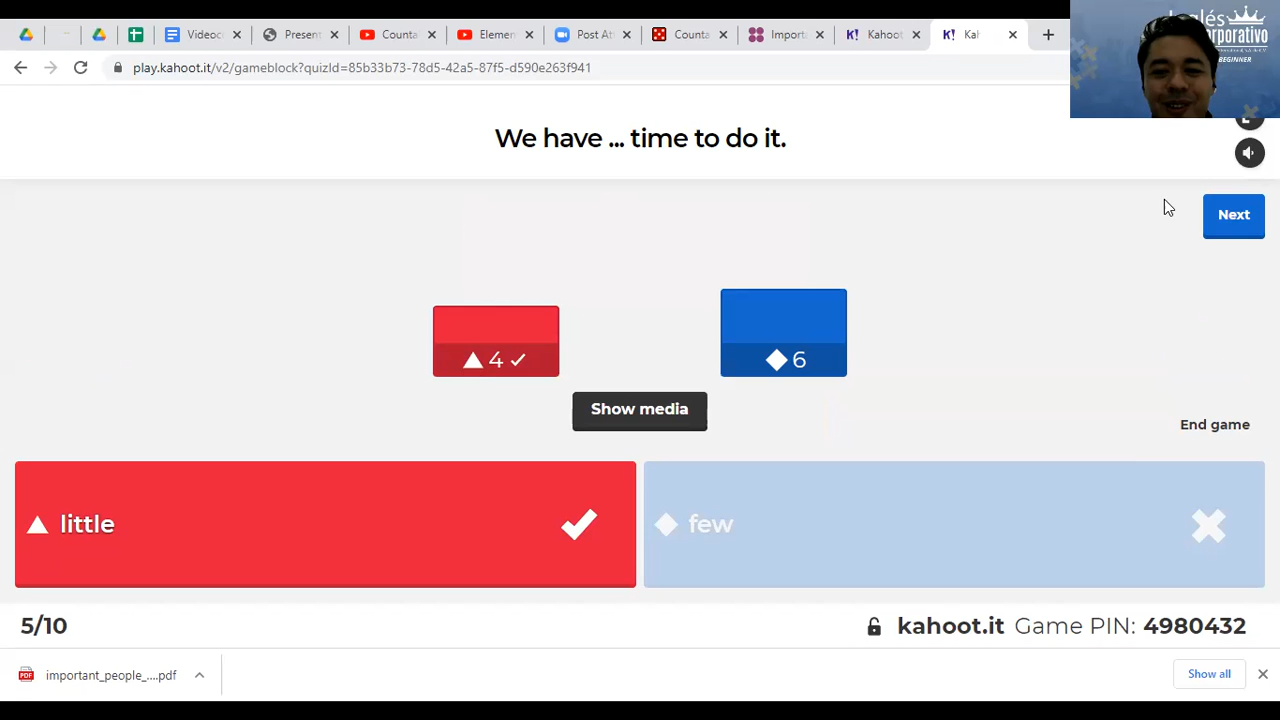 Videoc
Present
Counta
Elemen
Post At
Counta
Import
Kahoot
Kah
play.kahoot.it/v2/gameblock?quizId=85b33b73-78d5-42a5-87f5-d590e263f941
BEGINNER
We have ... time to do it.
Next
4
6
Show media
End game
little
few
5/10
kahoot.it Game PIN: 4980432
important_people_....pdf
Show all